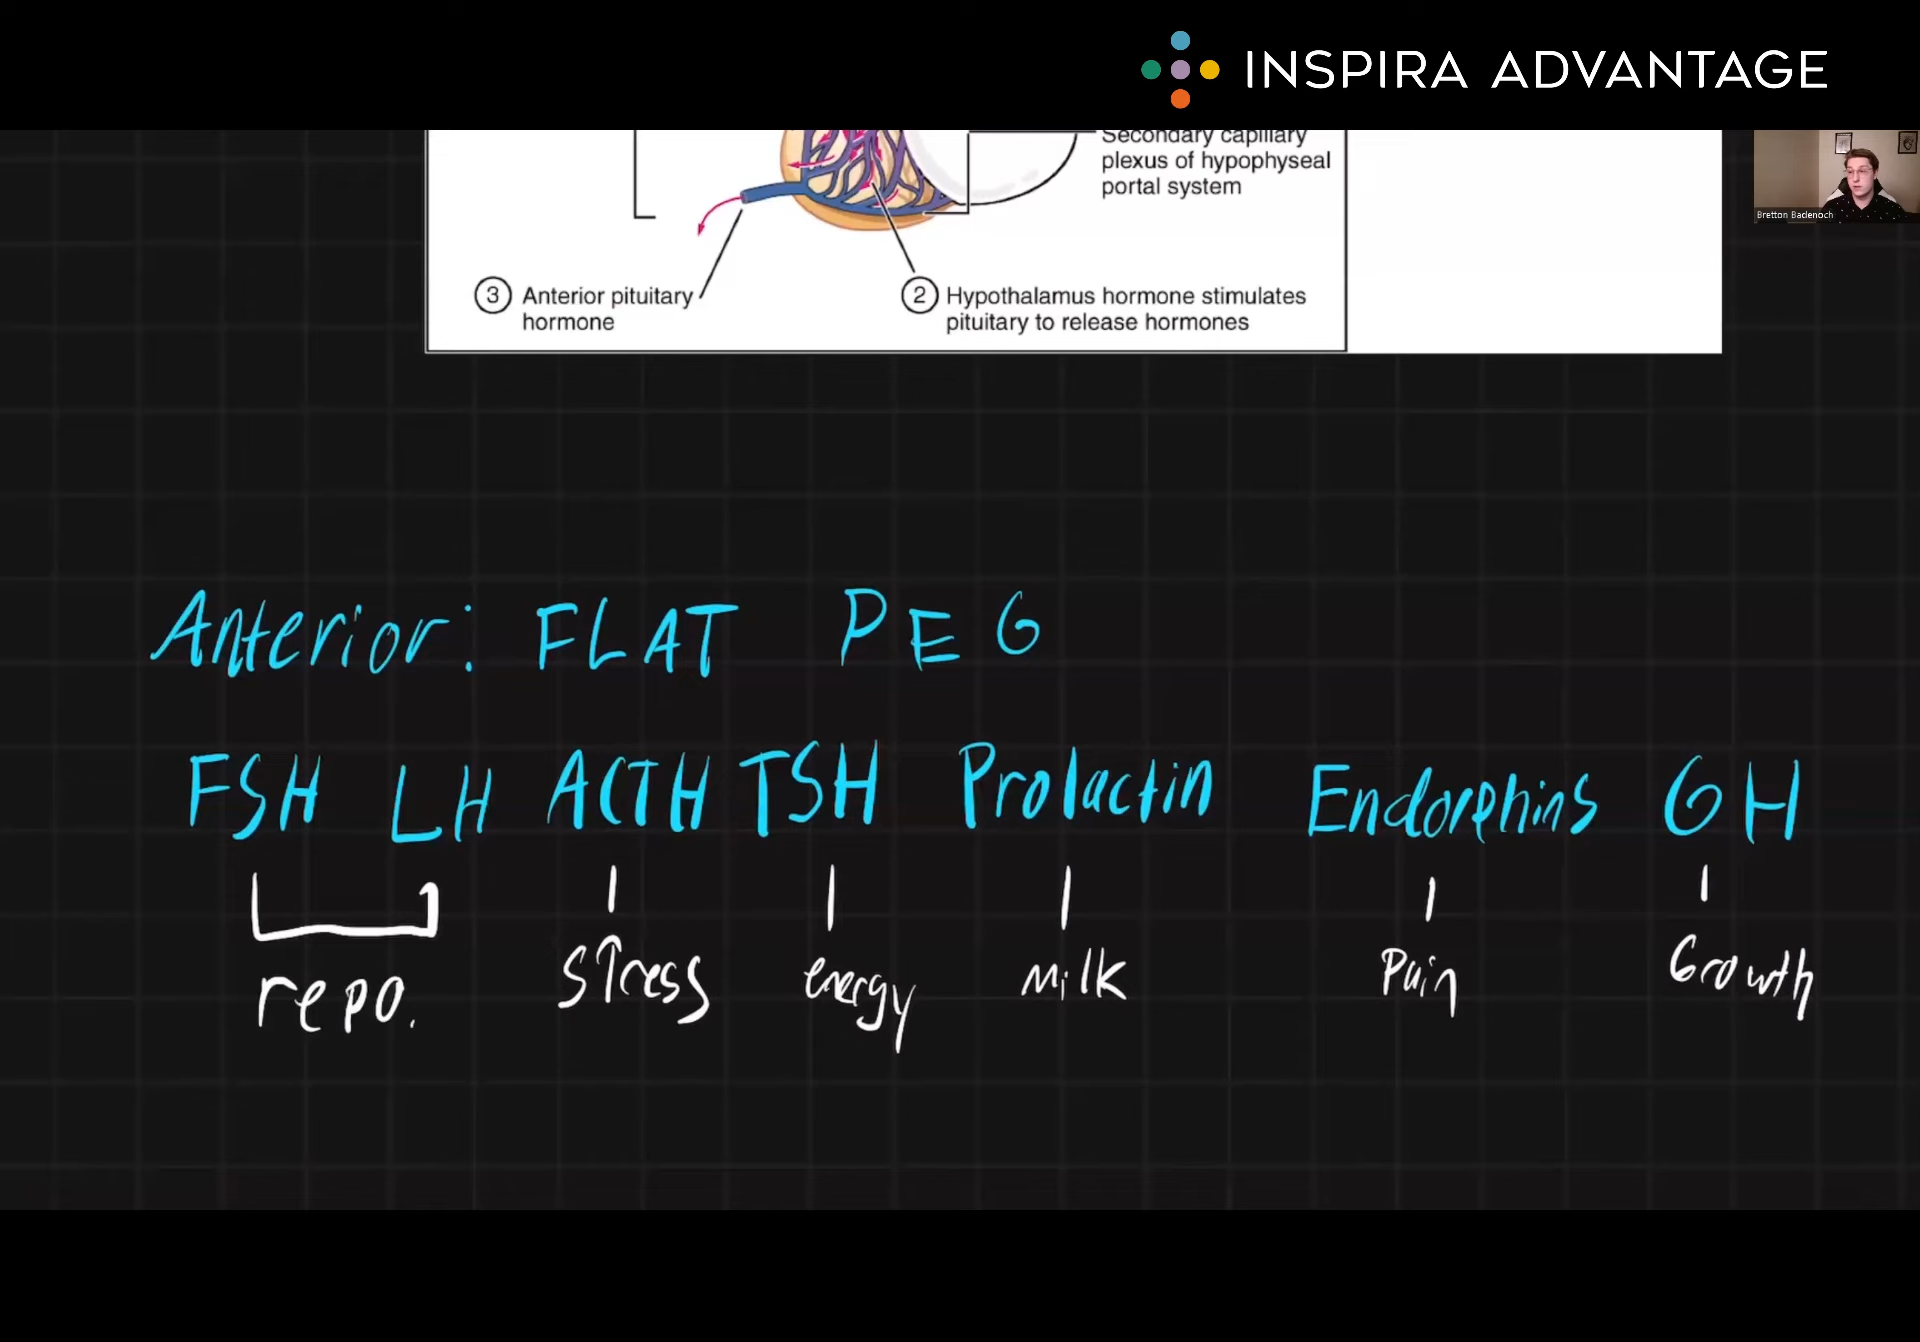 INSPIRA ADVANTAGE
Secondary capillary
plexus of hypophyseal
portal system
Bretton Badenoch
3 Anterior pituitary
hormone
2 Hypothalamus hormone stimulates
pituitary to release hormones
Anterior: FLAT PEG
FSH LH ACTH TSH Prolactin Endorphins GH
repo. stress energy Milk Pain Growth